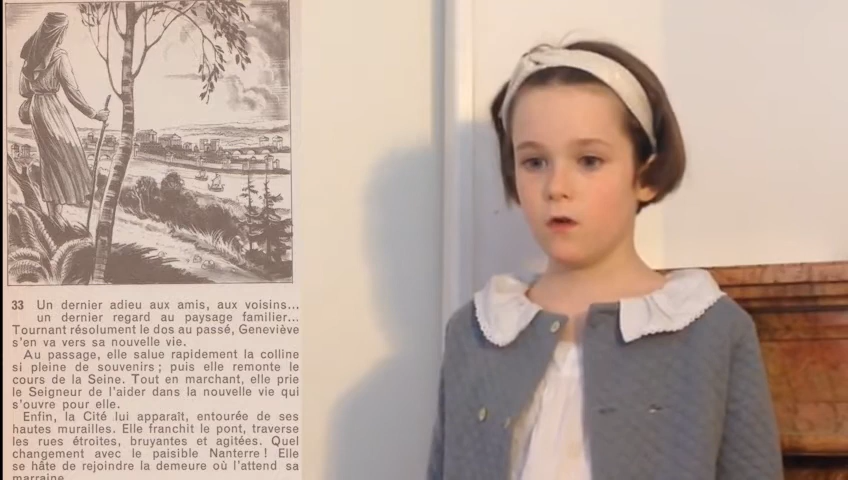 33 Un dernier adieu aux amis, aux voisins...
un dernier regard au paysage familier...
Tournant résolument le dos au passé, Geneviève
s'en va vers sa nouvelle vie.
Au passage, elle salue rapidement la colline
si pleine de souvenirs ; puis elle remonte le
cours de la Seine. Tout en marchant, elle prie
le Seigneur de l'aider dans la nouvelle vie qui
s'ouvre pour elle.
Enfin, la Cité lui apparaît, entourée de ses
hautes murailles. Elle franchit le pont, traverse
les rues étroites, bruyantes et agitées. Quel
changement avec le paisible Nanterre ! Elle
se hâte de rejoindre la demeure où l'attend sa
marraine